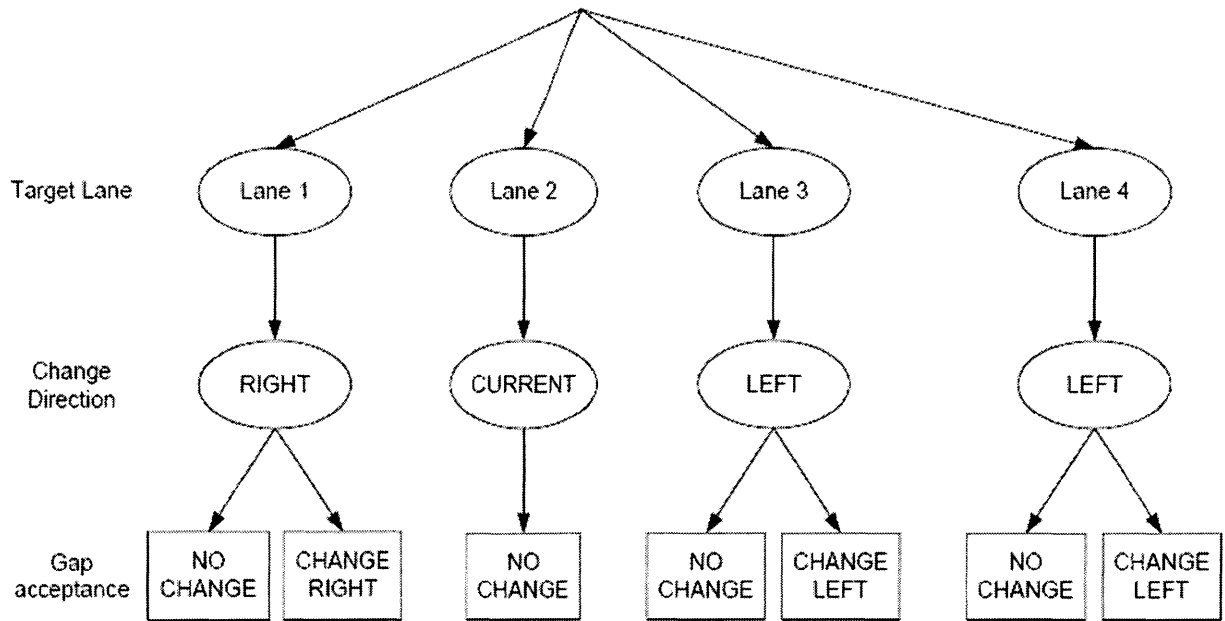 Target Lane
Lane 1
Lane 2
Lane 3
Lane 4
Change
Direction
RIGHT
CURRENT
LEFT
LEFT
Gap
acceptance
NO
CHANGE
CHANGE
RIGHT
NO
CHANGE
NO
CHANGE
CHANGE
LEFT
NO
CHANGE
CHANGE
LEFT